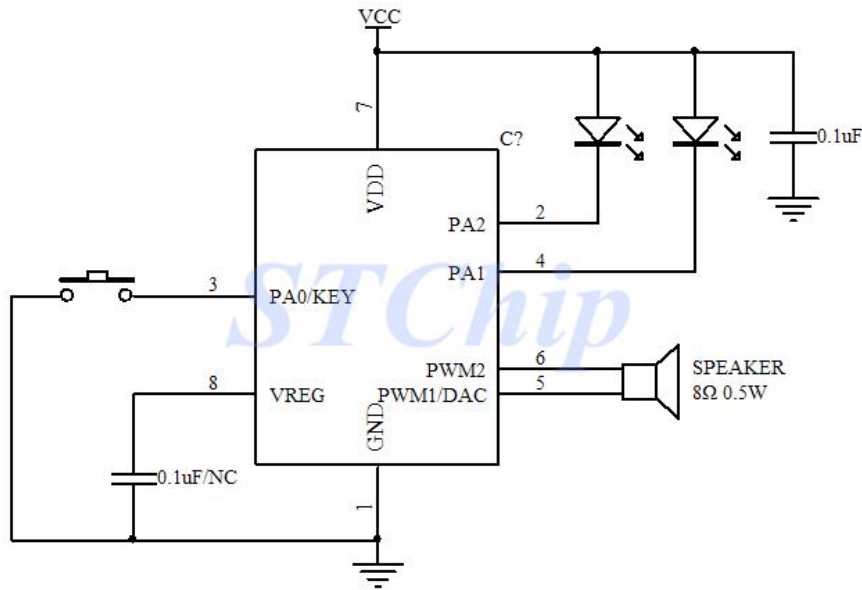 VCC
7
C?
0.1uF
VDD
PA2
2
PA1
4
3
PA0/KEY
STChip
PWM2
6
SPEAKER
8
VREG
PWM1/DAC
5
8Ω 0.5W
GND
0.1uF/NC
1